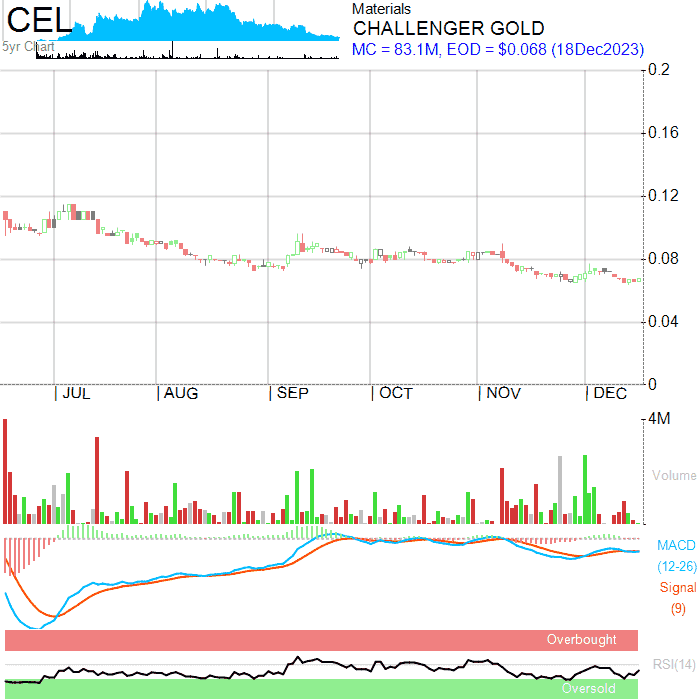 CEL
5yr Chart
Materials
CHALLENGER GOLD
MC = 83.1M, EOD = $0.068 (18Dec2023)
0.2
0.16
0.12
0.08
0.04
0
JUL AUG SEP OCT NOV DEC
4M
Volume
MACD
(12-26)
Signal
(9)
Overbought
RSI(14)
Oversold